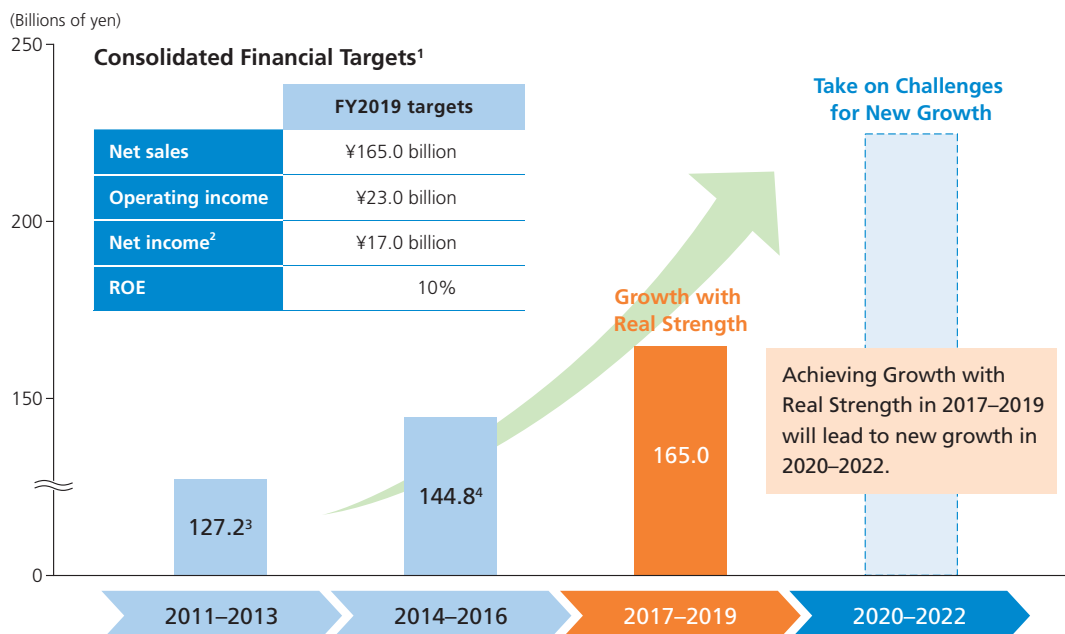 (Billions of yen)
250
Consolidated Financial Targets¹
FY2019 targets
Net sales ¥165.0 billion
Operating income ¥23.0 billion
Net income² ¥17.0 billion
ROE 10%
Take on Challenges
for New Growth
200
Growth with
Real Strength
150
Achieving Growth with
Real Strength in 2017–2019
will lead to new growth in
2020–2022.
165.0
144.8⁴
127.2³
0
2011–2013 2014–2016 2017–2019 2020–2022